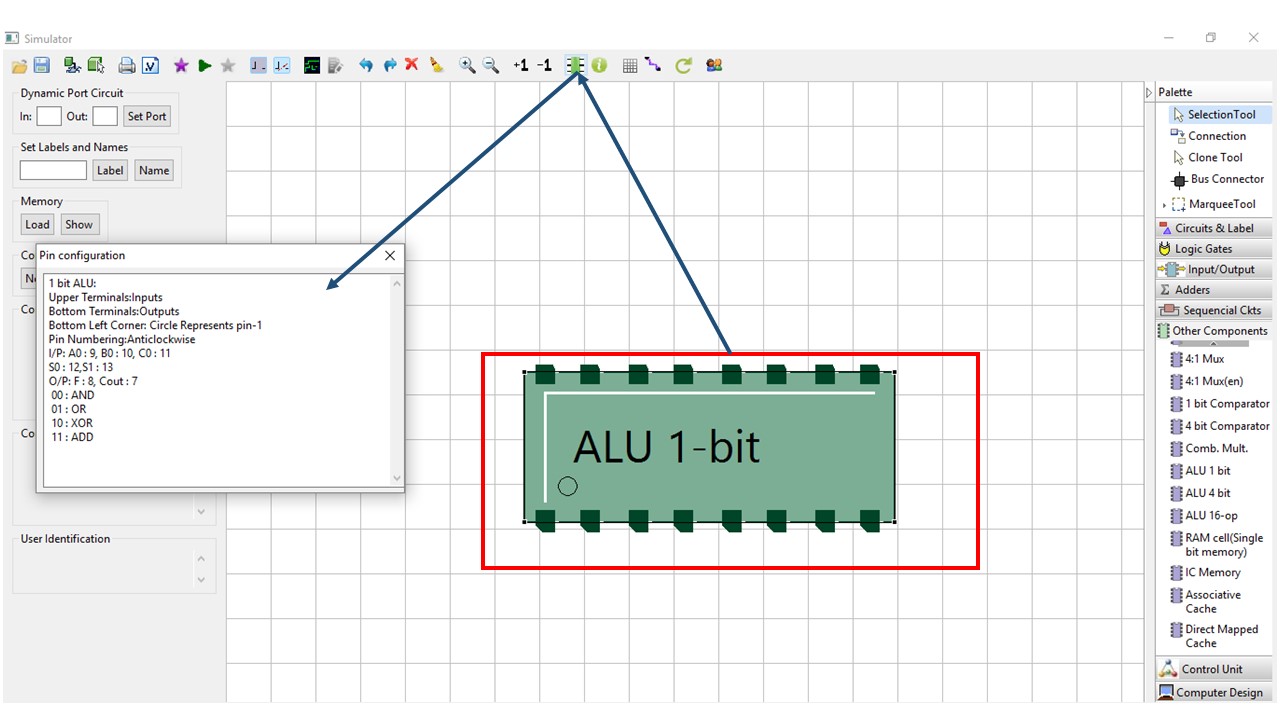 Simulator
+1 -1
Dynamic Port Circuit
In: Out: Set Port
Set Labels and Names
Label Name
Memory
Load Show
Pin configuration
1 bit ALU:
Upper Terminals:Inputs
Bottom Terminals:Outputs
Bottom Left Corner: Circle Represents pin-1
Pin Numbering:Anticlockwise
I/P: A0 : 9, B0 : 10, C0 : 11
S0 : 12,S1 : 13
O/P: F : 8, Cout : 7
00 : AND
01 : OR
10 : XOR
11 : ADD
User Identification
ALU 1-bit
Palette
SelectionTool
Connection
Clone Tool
Bus Connector
MarqueeTool
Circuits & Label
Logic Gates
Input/Output
Σ Adders
Sequencial Ckts
Other Components
4:1 Mux
4:1 Mux(en)
1 bit Comparator
4 bit Comparator
Comb. Mult.
ALU 1 bit
ALU 4 bit
ALU 16-op
RAM cell(Single
bit memory)
IC Memory
Associative
Cache
Direct Mapped
Cache
Control Unit
Computer Design